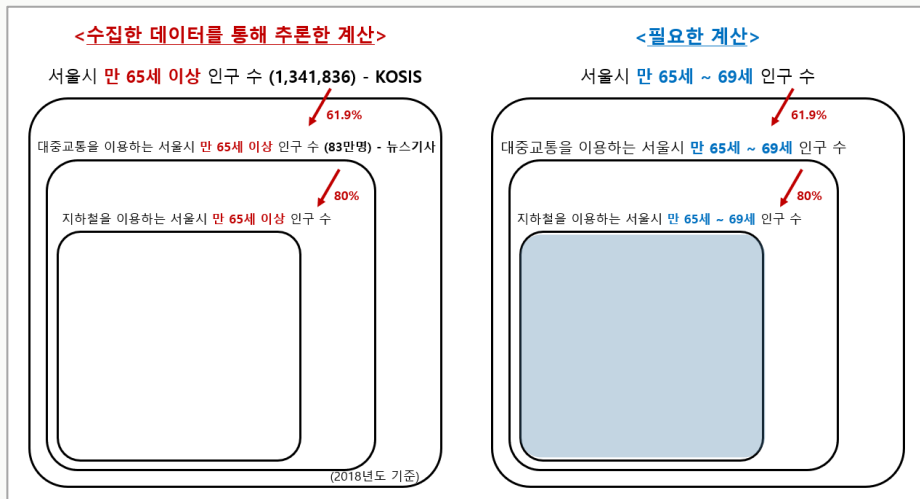 <수집한 데이터를 통해 추론한 계산>
서울시 만 65세 이상 인구 수 (1,341,836) - KOSIS
61.9%
대중교통을 이용하는 서울시 만 65세 이상 인구 수 (83만명) - 뉴스기사
80%
지하철을 이용하는 서울시 만 65세 이상 인구 수
(2018년도 기준)
<필요한 계산>
서울시 만 65세 ~ 69세 인구 수
61.9%
대중교통을 이용하는 서울시 만 65세 ~ 69세 인구 수
80%
지하철을 이용하는 서울시 만 65세 ~ 69세 인구 수